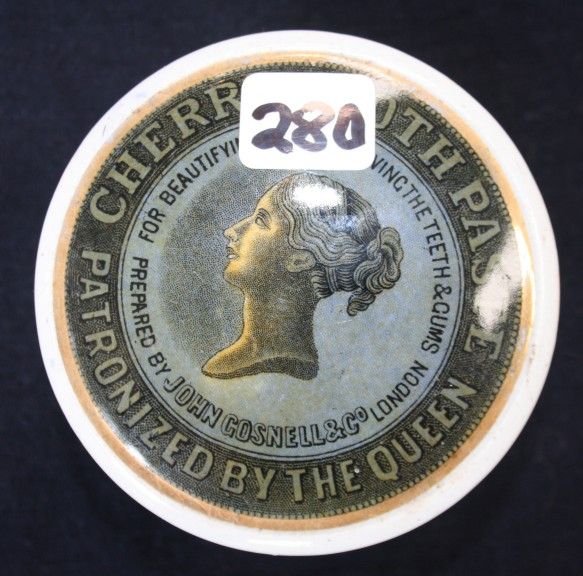 280
CHERR OTH PASTE
PATRONIZED BY THE QUEEN
FOR BEAUTIFYI VING THE TEETH & GUMS
PREPARED BY JOHN GOSNELL & Co LONDON